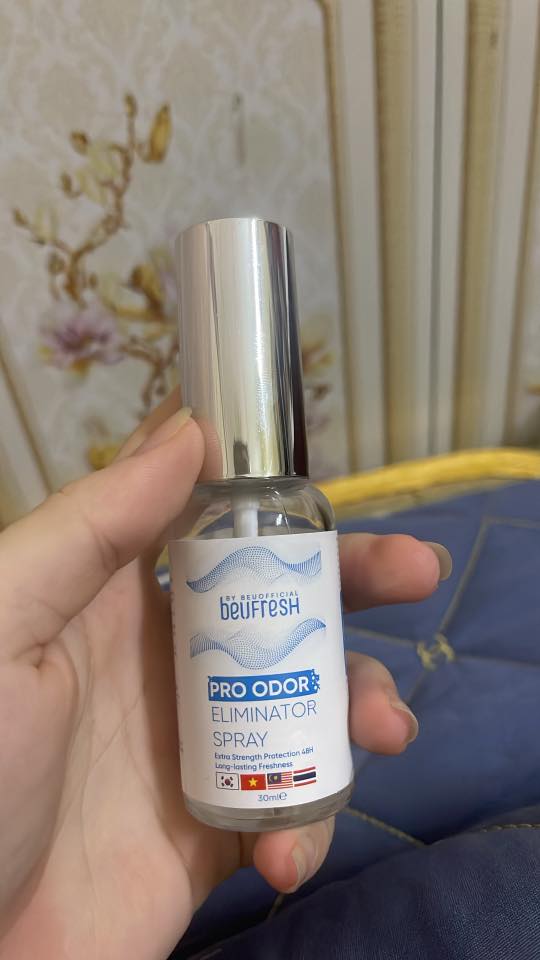 BY BEUOFFICIAL
beUFresH
PRO ODOR
ELIMINATOR
SPRAY
Extra Strength Protection 48H
Long-lasting Freshness
30ml℮